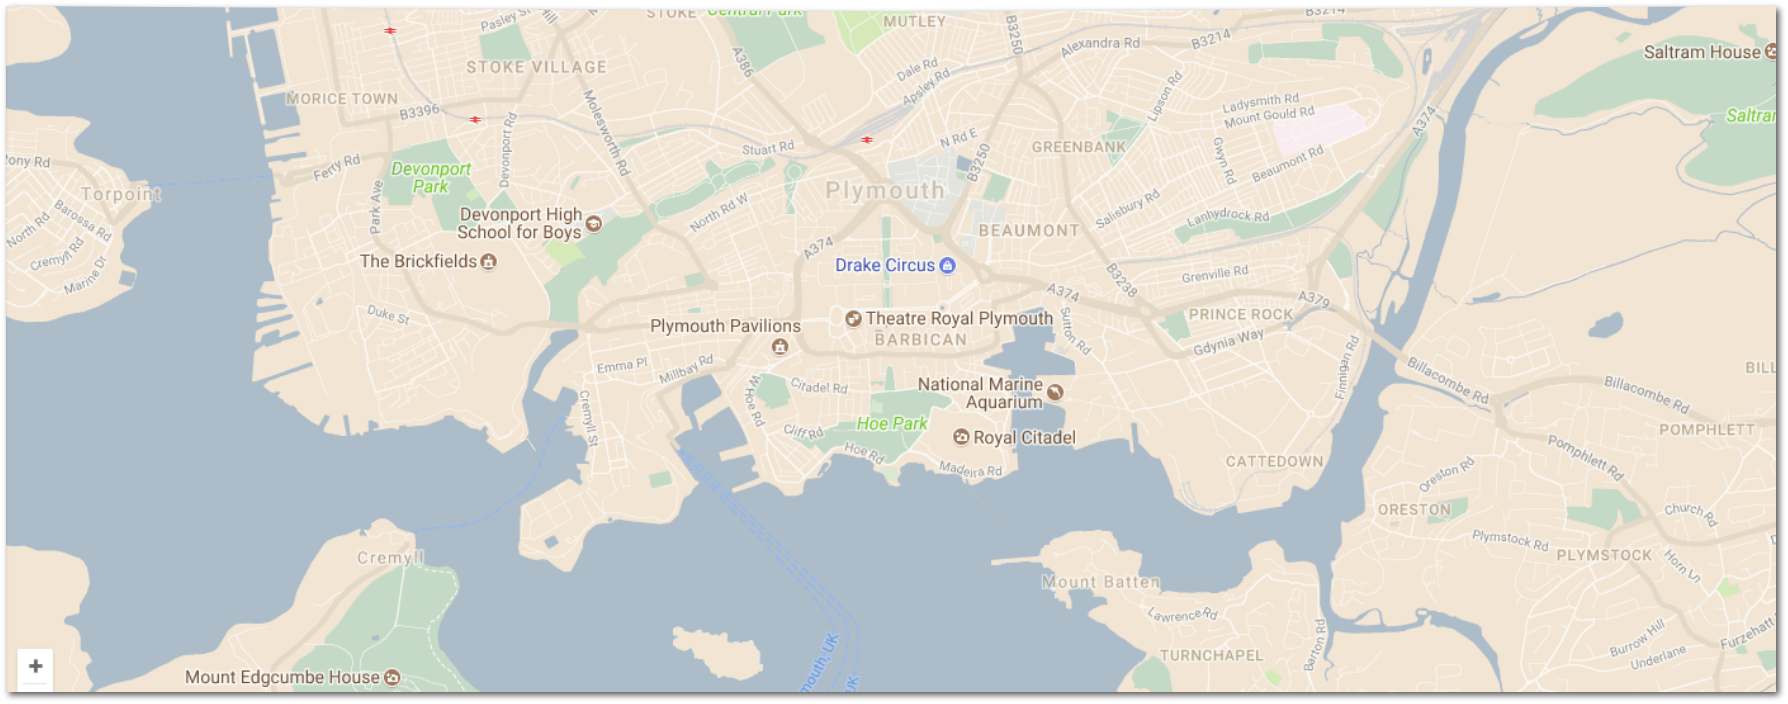 STOKE
Central Park
MUTLEY
B3214
Pasley St
Hill
B3250
Alexandra Rd
B3214
A386
Saltram House
STOKE VILLAGE
Dale Rd
Apsley Rd
Lipson Rd
MORICE TOWN
B3396
Molesworth Rd
Ladysmith Rd
Mount Gould Rd
A374
Saltram
Devonport Rd
Stuart Rd
N Rd E
GREENBANK
Gwyn Rd
Beaumont Rd
Ferry Rd
Devonport
Park
B3250
Torpoint
Plymouth
Park Ave
North Rd W
Salisbury Rd
Lanhydrock Rd
Barossa Rd
North Rd
Devonport High
School for Boys
BEAUMONT
A374
Cremyll Rd
Marine Dr
The Brickfields
Drake Circus
B3238
Grenville Rd
A374
A379
Duke St
Plymouth Pavilions
Theatre Royal Plymouth
BARBICAN
Sutton Rd
PRINCE ROCK
Gdynia Way
Finnigan Rd
Emma Pl
Millbay Rd
Billacombe Rd
Billacombe Rd
BILL
W Hoe Rd
Citadel Rd
National Marine
Aquarium
Cremyll St
Cliff Rd
Hoe Park
Hoe Rd
Royal Citadel
Madeira Rd
POMPHLETT
Pomphlett Rd
CATTEDOWN
Oreston Rd
ORESTON
Church Rd
Plymstock Rd
PLYMSTOCK
Horn Ln
Cremyll
Mount Batten
Lawrence Rd
Barton Rd
Burrow Hill
Furzehatt
Underlane
TURNCHAPEL
Mount Edgcumbe House
mouth, UK
UK
+